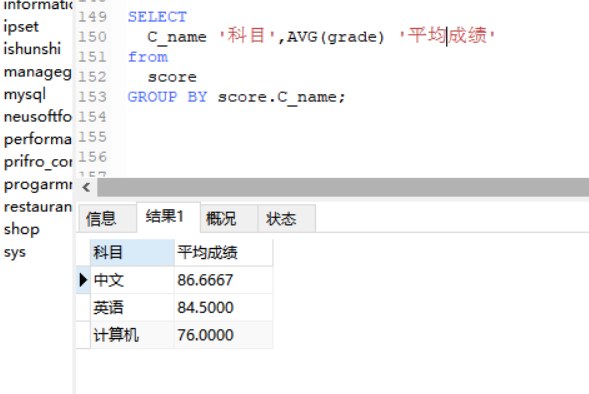 informatic
ipset
ishunshi
manageg
mysql
neusoftfo
performa
prifro_cor
progarmr
restauran
shop
sys
149 SELECT
150 C_name '科目',AVG(grade) '平均成绩'
151 from
152 score
153 GROUP BY score.C_name;
154
155
156
157
信息 结果1 概况 状态
科目 平均成绩
中文 86.6667
英语 84.5000
计算机 76.0000